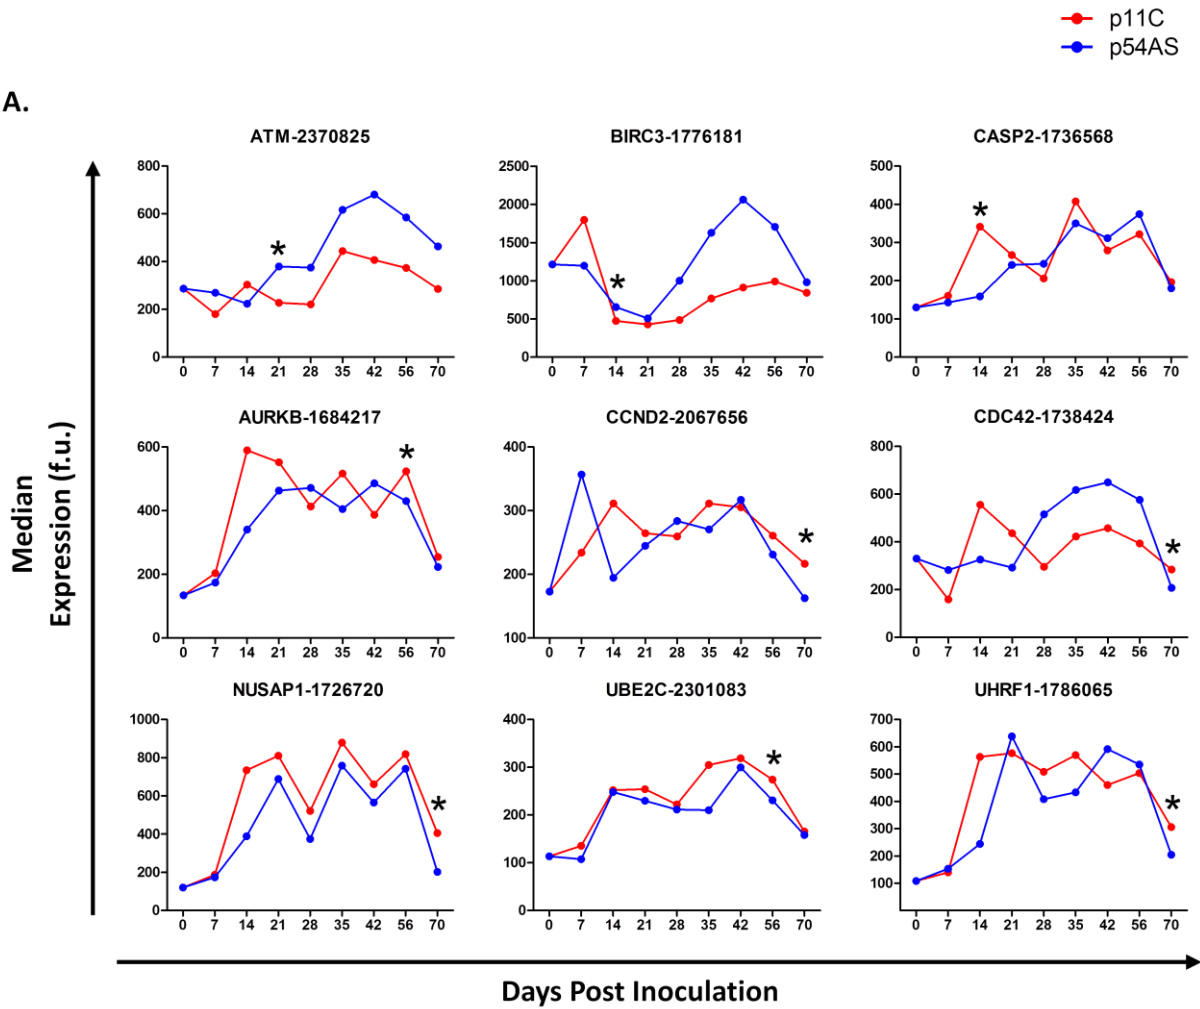 p11C
p54AS
A.
ATM-2370825
800
600
400
200
0
*
0 7 14 21 28 35 42 56 70
BIRC3-1776181
2500
2000
1500
1000
500
0
*
0 7 14 21 28 35 42 56 70
CASP2-1736568
500
400
300
200
100
0
*
0 7 14 21 28 35 42 56 70
AURKB-1684217
600
400
200
0
*
0 7 14 21 28 35 42 56 70
CCND2-2067656
400
300
200
100
*
0 7 14 21 28 35 42 56 70
CDC42-1738424
800
600
400
200
0
*
0 7 14 21 28 35 42 56 70
NUSAP1-1726720
1000
800
600
400
200
0
*
0 7 14 21 28 35 42 56 70
UBE2C-2301083
400
300
200
100
0
*
0 7 14 21 28 35 42 56 70
UHRF1-1786065
700
600
500
400
300
200
100
*
0 7 14 21 28 35 42 56 70
Median
Expression (f.u.)
Days Post Inoculation